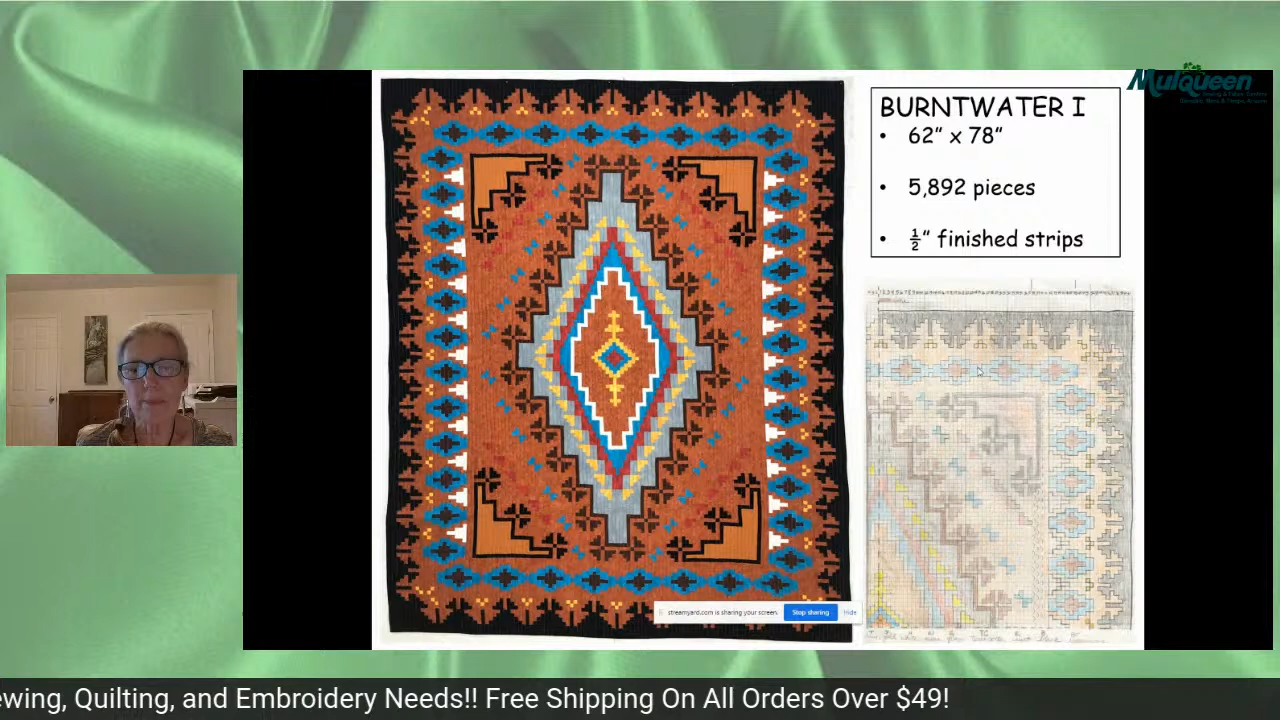 Mulqueen
BURNTWATER I
• 62” x 78”
• 5,892 pieces
• ½” finished strips
streamyard.com is sharing your screen.
Stop sharing
Hide
ewing, Quilting, and Embroidery Needs!! Free Shipping On All Orders Over $49!